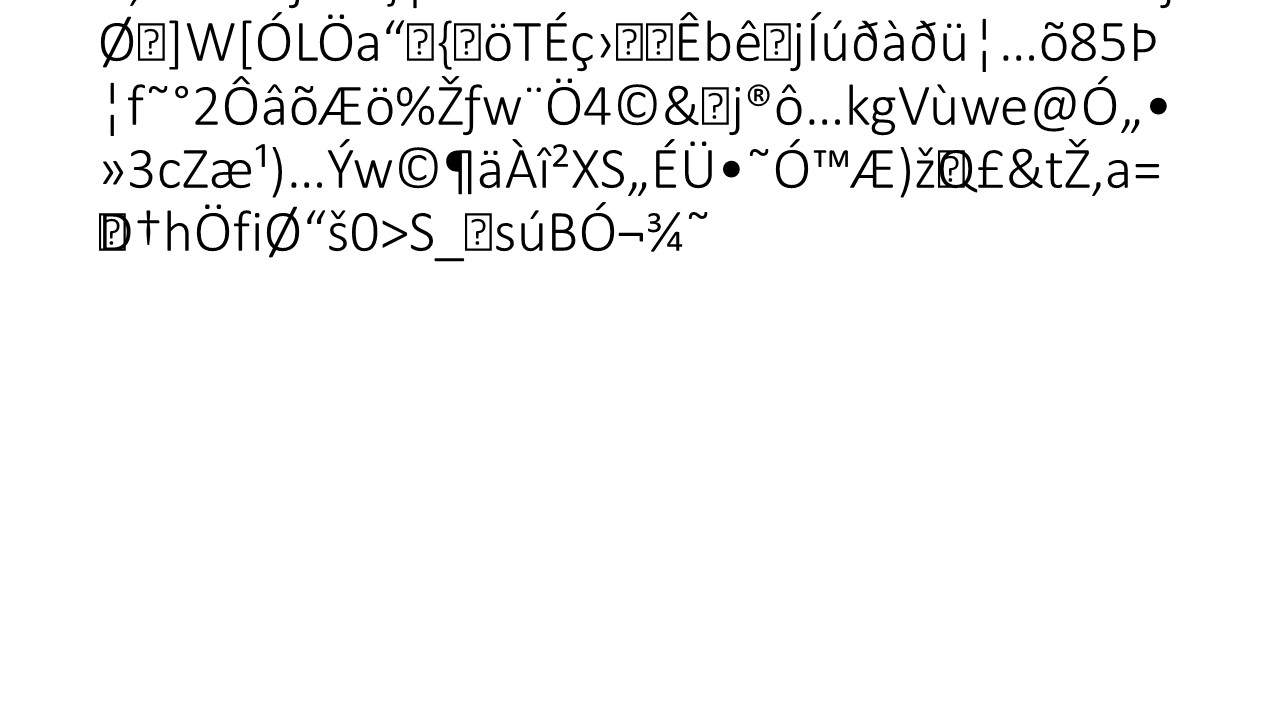 Ø]W[ÓLÖa“{öTÉç›ÊbêjÍúðàðü¦…õ85Þ
¦f˜°2ÔâõÆö%Žƒw¨Ö4©&j®ô…kgVùwe@Ó„•
»3cZæ¹)…Ýw©¶äÀî²XS„ÉÜ•˜Ó™Æ)žQ£&tŽ‚a=
D†hÖfiØ“š0>S_súBÓ¬¾˜